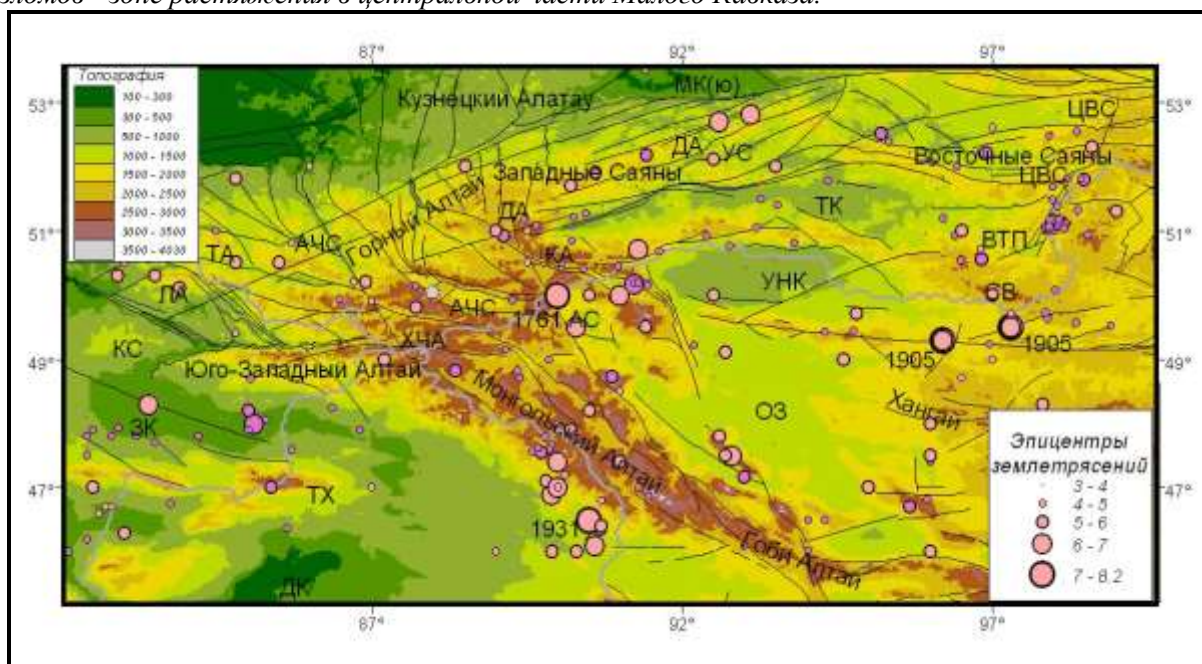 зоне растяжения в центральной части Малого Кавказа.
87° 92° 97°
Топография
100 - 300
300 - 500
500 - 1000
1000 - 1500
1500 - 2000
2000 - 2500
2500 - 3000
3000 - 3500
3500 - 4000
53° 53°
51° 51°
49° 49°
47° 47°
Кузнецкий Алатау
МК(ю)
ЦВС
ДА
УС
Восточные Саяны
Западные Саяны
ЦВС
Горный Алтай
ДА
ТК
АЧС
ТА
КА
ВТП
ЛА
УНК
СВ
АЧС
1761 АС
1905
1905
КС
ХЧА
Юго-Западный Алтай
Монгольский Алтай
ОЗ
Хангай
ЗК
ТХ
1931
Гоби Алтай
ДК
Эпицентры
землетрясений
3 - 4
4 - 5
5 - 6
6 - 7
7 - 8,2
87° 92° 97°